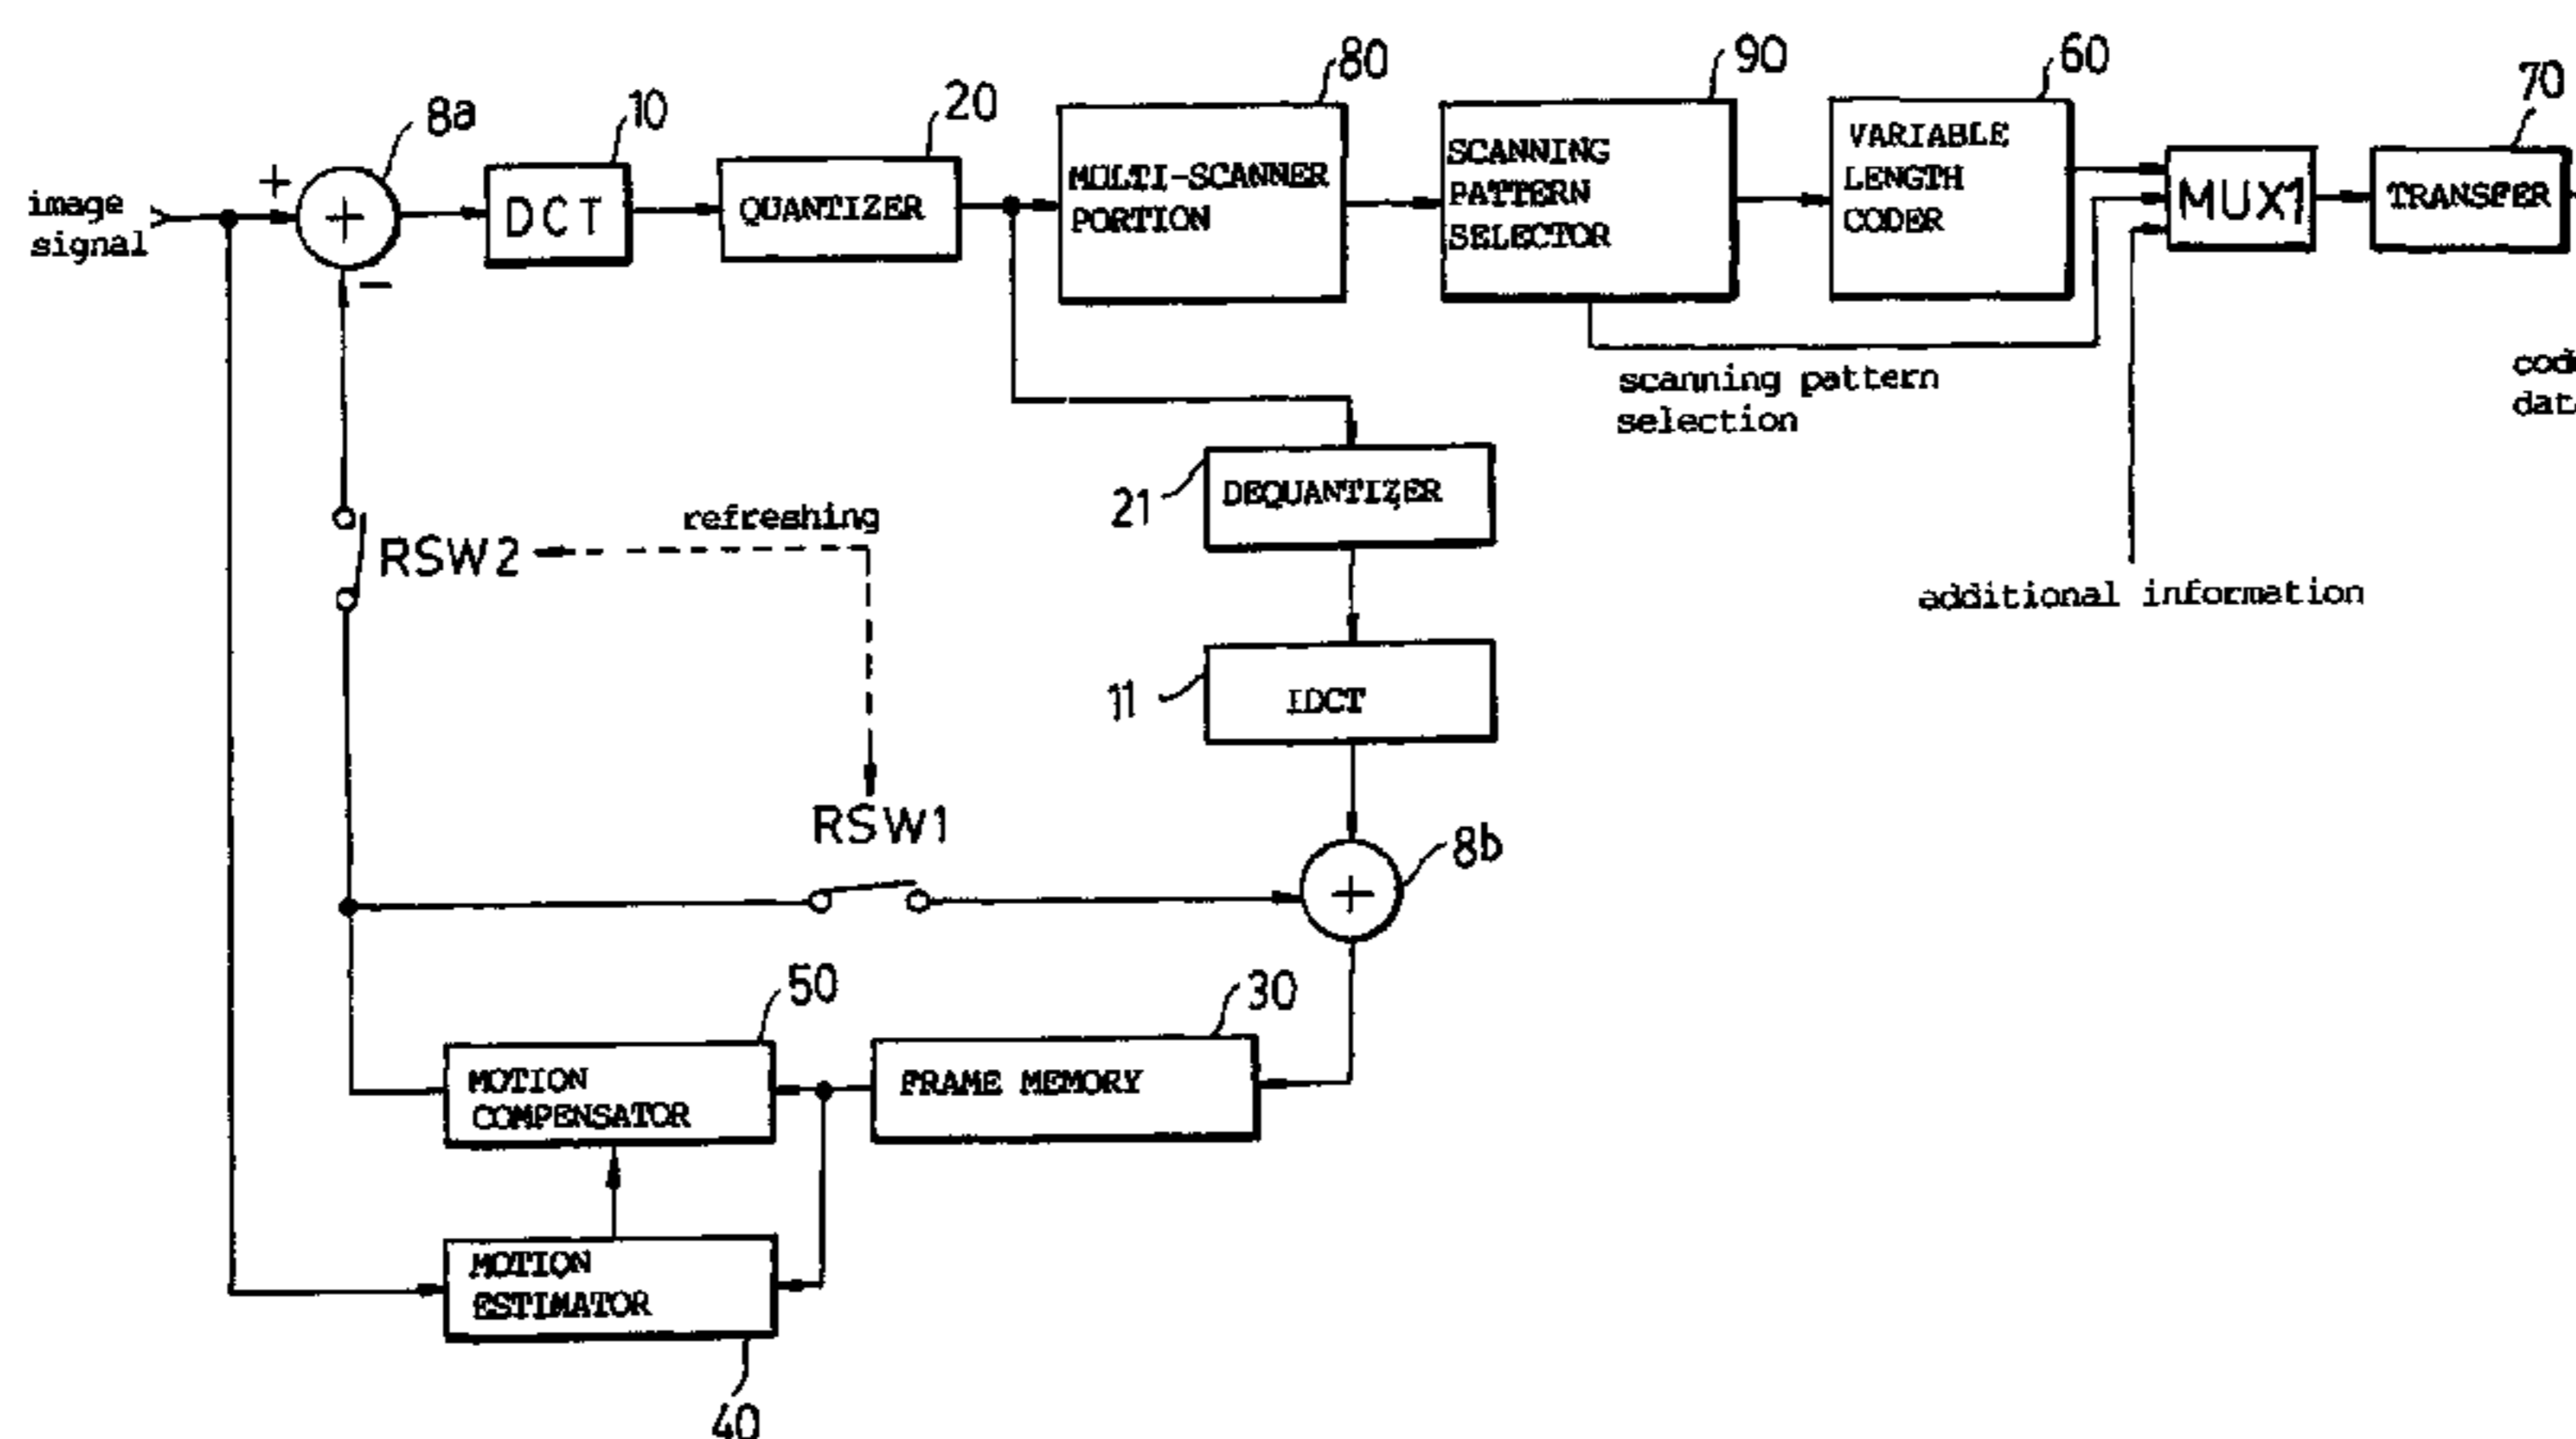 80
90
60
70
8a
10
20
+
image
signal
+
DCT
QUANTIZER
MULTI-SCANNER
PORTION
SCANNING
PATTERN
SELECTOR
VARIABLE
LENGTH
CODER
MUX1
TRANSFER
−
scanning pattern
selection
21
DEQUANTIZER
refreshing
RSW2
additional information
11
IDCT
RSW1
8b
+
50
30
MOTION
COMPENSATOR
FRAME MEMORY
MOTION
ESTIMATOR
40